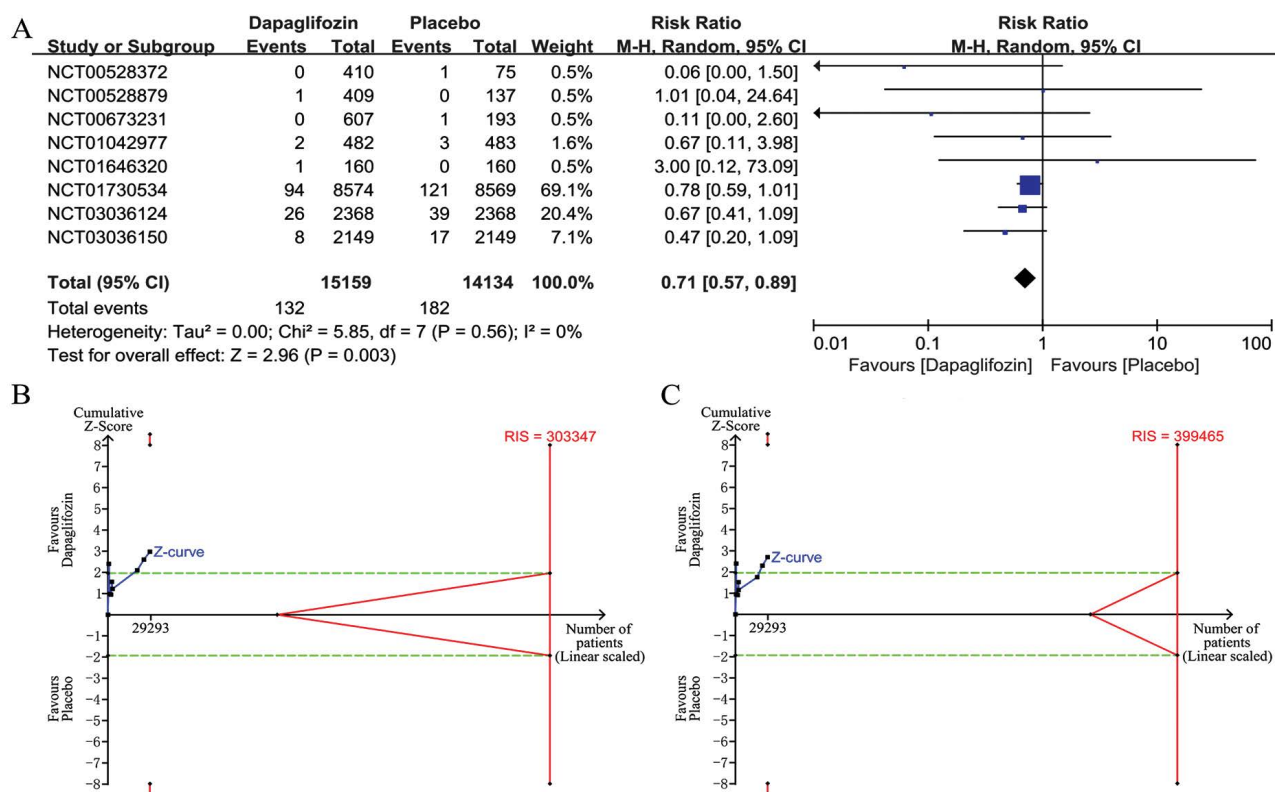 A
Dapaglifozin Placebo Risk Ratio Risk Ratio
Study or Subgroup Events Total Events Total Weight M-H, Random, 95% CI M-H, Random, 95% CI
NCT00528372 0 410 1 75 0.5% 0.06 [0.00, 1.50]
NCT00528879 1 409 0 137 0.5% 1.01 [0.04, 24.64]
NCT00673231 0 607 1 193 0.5% 0.11 [0.00, 2.60]
NCT01042977 2 482 3 483 1.6% 0.67 [0.11, 3.98]
NCT01646320 1 160 0 160 0.5% 3.00 [0.12, 73.09]
NCT01730534 94 8574 121 8569 69.1% 0.78 [0.59, 1.01]
NCT03036124 26 2368 39 2368 20.4% 0.67 [0.41, 1.09]
NCT03036150 8 2149 17 2149 7.1% 0.47 [0.20, 1.09]
Total (95% CI) 15159 14134 100.0% 0.71 [0.57, 0.89]
Total events 132 182
Heterogeneity: Tau² = 0.00; Chi² = 5.85, df = 7 (P = 0.56); I² = 0%
Test for overall effect: Z = 2.96 (P = 0.003)
0.01 0.1 1 10 100
Favours [Dapaglifozin] Favours [Placebo]
B
Cumulative
Z-Score
RIS = 303347
8
7
6
5
4
3
2
1
−1
−2
−3
−4
−5
−6
−7
−8
Favours
Dapaglifozin
Favours
Placebo
Z-curve
29293
Number of
patients
(Linear scaled)
C
Cumulative
Z-Score
RIS = 399465
8
7
6
5
4
3
2
1
−1
−2
−3
−4
−5
−6
−7
−8
Favours
Dapaglifozin
Favours
Placebo
Z-curve
29293
Number of
patients
(Linear scaled)